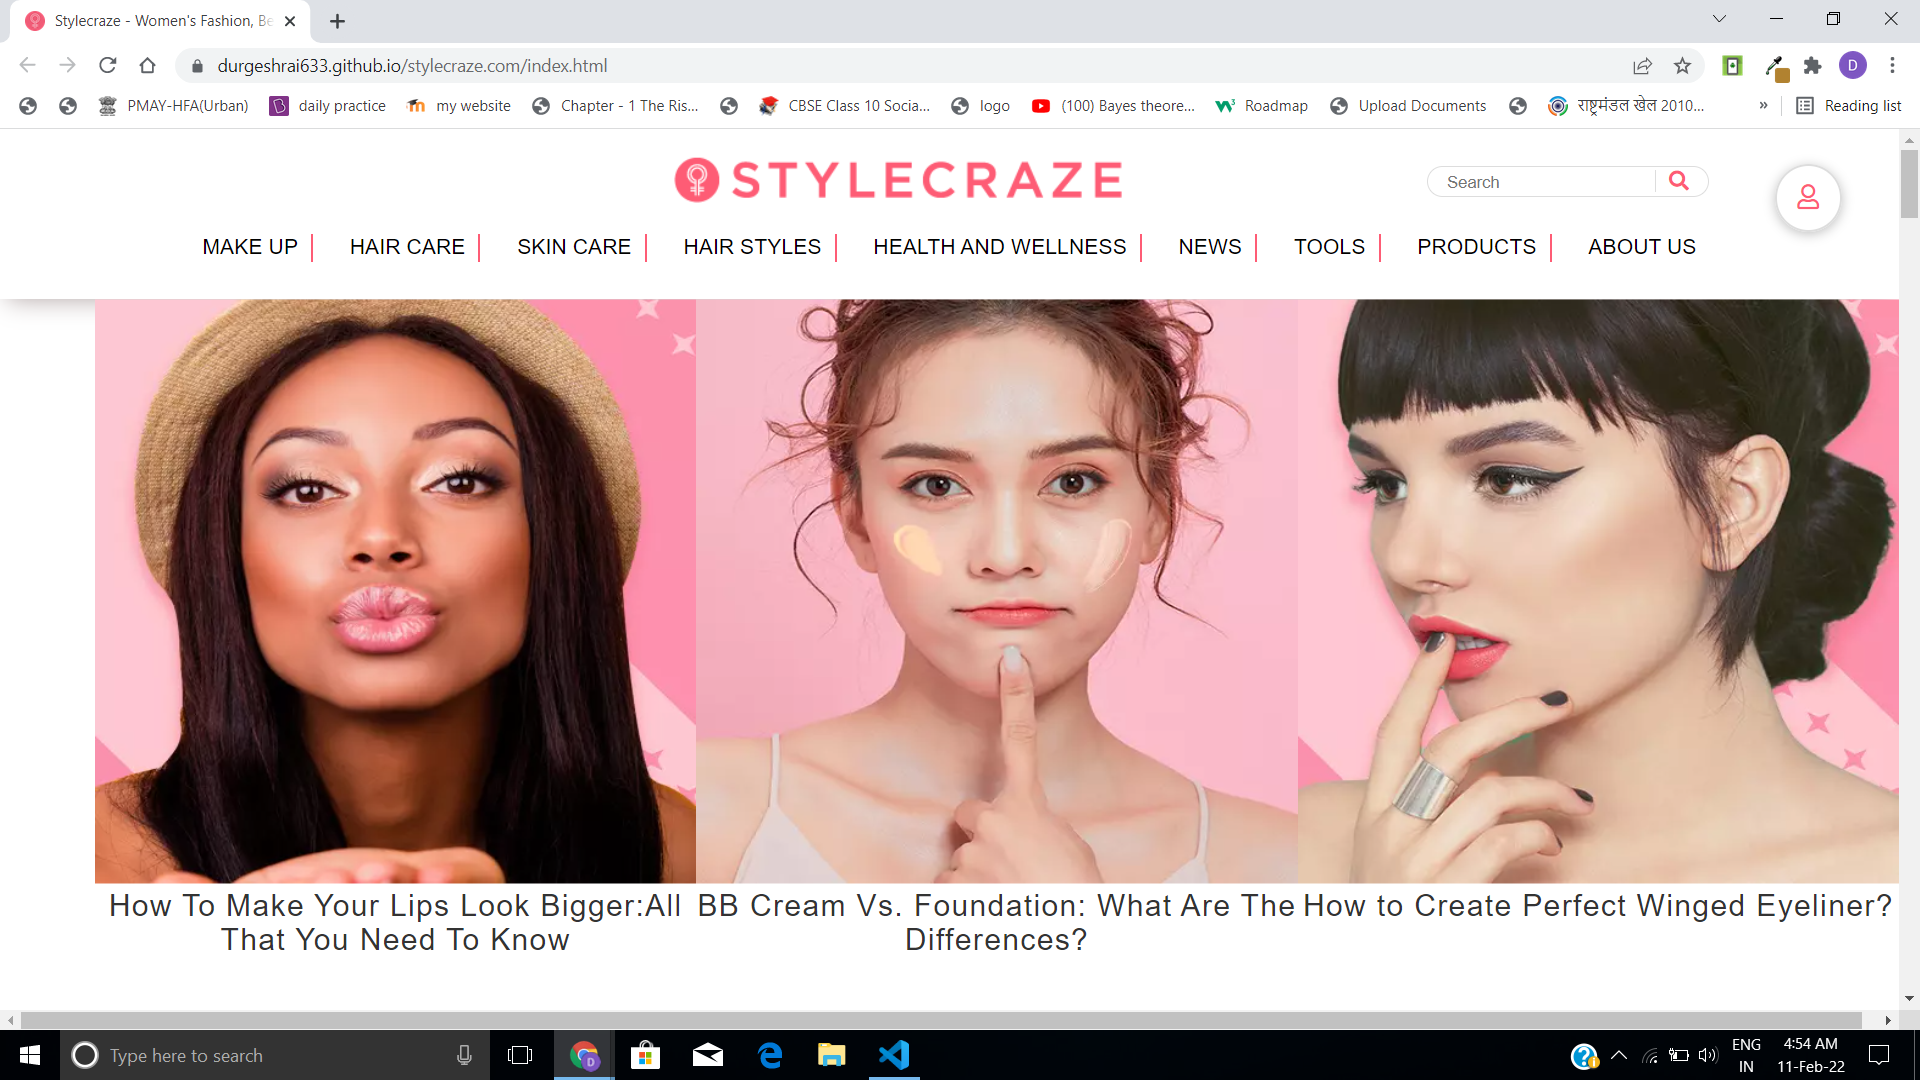 Stylecraze - Women's Fashion, Be
durgeshrai633.github.io/stylecraze.com/index.html
D
PMAY-HFA(Urban) daily practice my website Chapter - 1 The Ris... CBSE Class 10 Socia... logo (100) Bayes theore... Roadmap Upload Documents राष्ट्रमंडल खेल 2010... » Reading list
STYLECRAZE
Search
MAKE UP HAIR CARE SKIN CARE HAIR STYLES HEALTH AND WELLNESS NEWS TOOLS PRODUCTS ABOUT US
How To Make Your Lips Look Bigger:All
That You Need To Know
BB Cream Vs. Foundation: What Are The
Differences?
How to Create Perfect Winged Eyeliner?
Type here to search
D
ENG
IN
4:54 AM
11-Feb-22